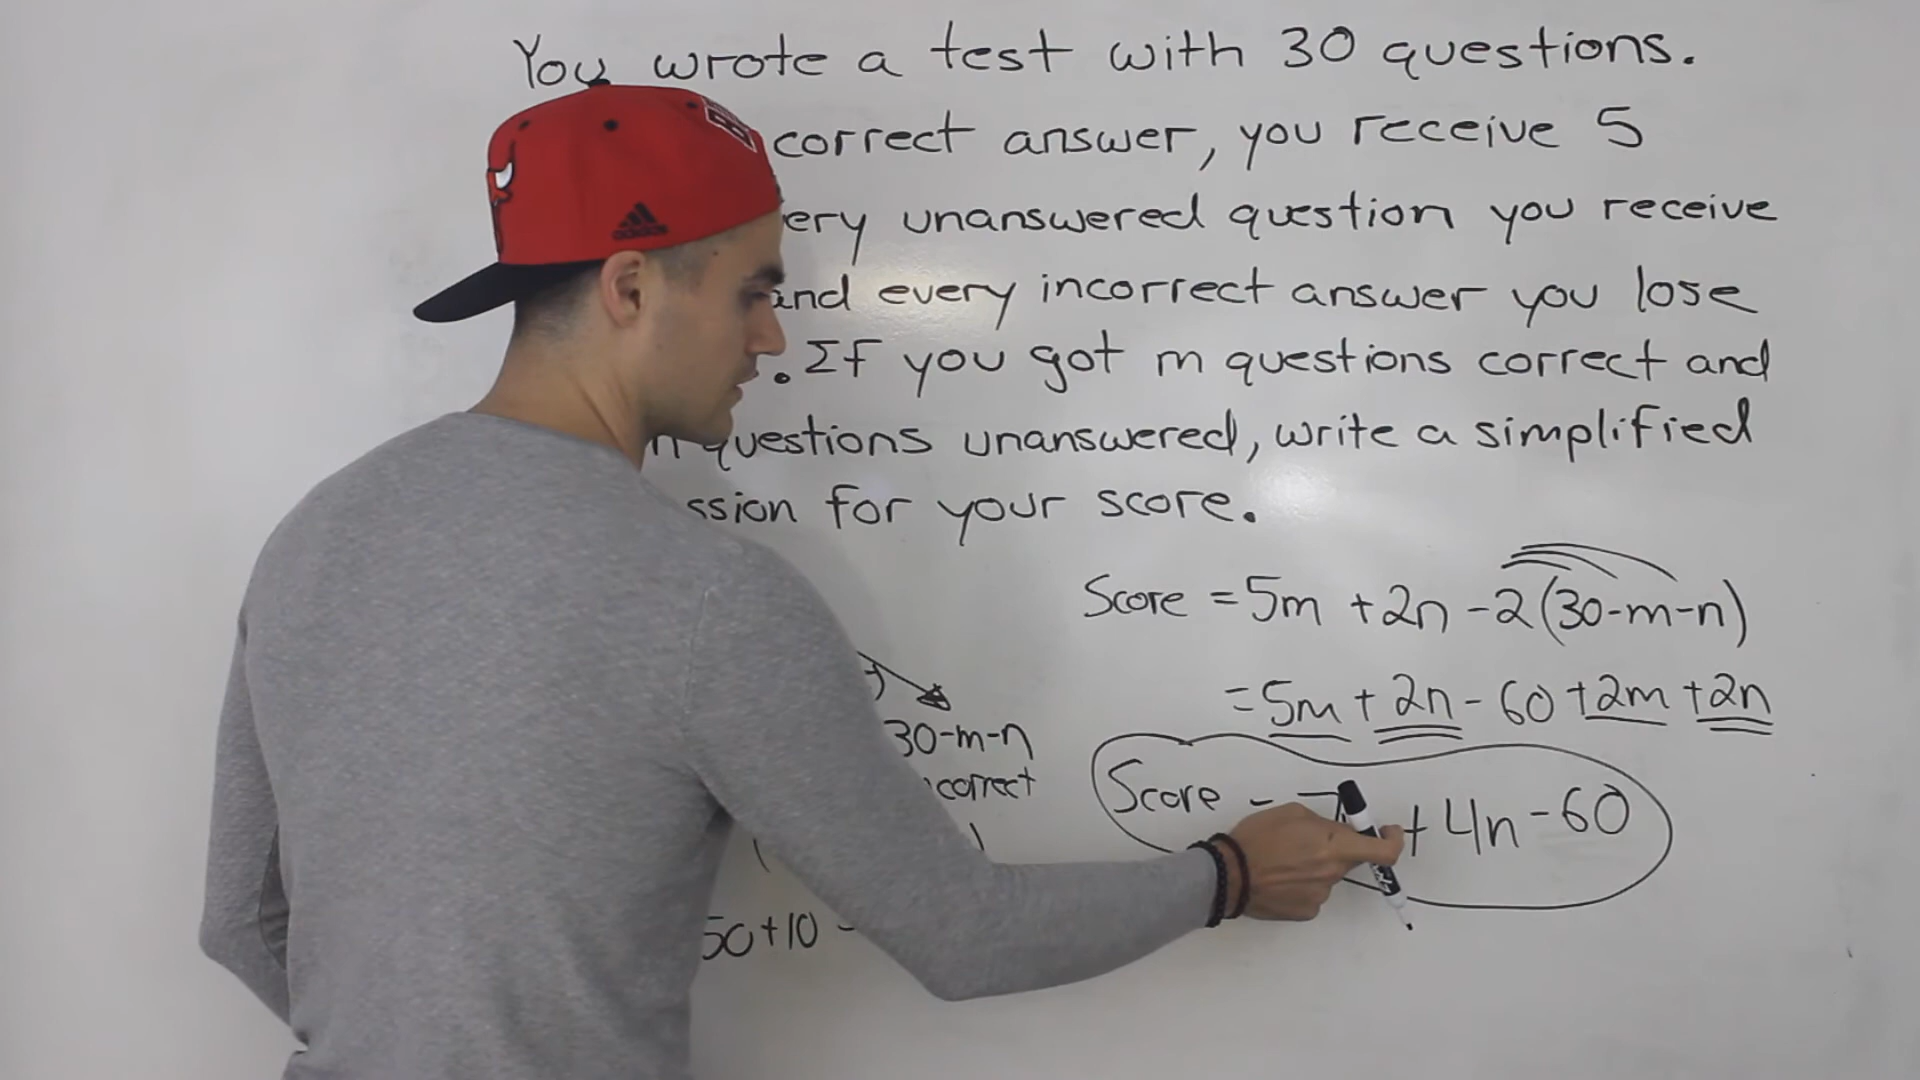 You wrote a test with 30 questions.
correct answer, you receive 5
ery unanswered question you receive
and every incorrect answer you lose
. If you got m questions correct and
n questions unanswered, write a simplified
ssion for your score.
Score = 5m + 2n - 2(30-m-n)
= 5m + 2n - 60 + 2m + 2n
30-m-n
correct
Score = 7 + 4n - 60
50+10 -
adidas